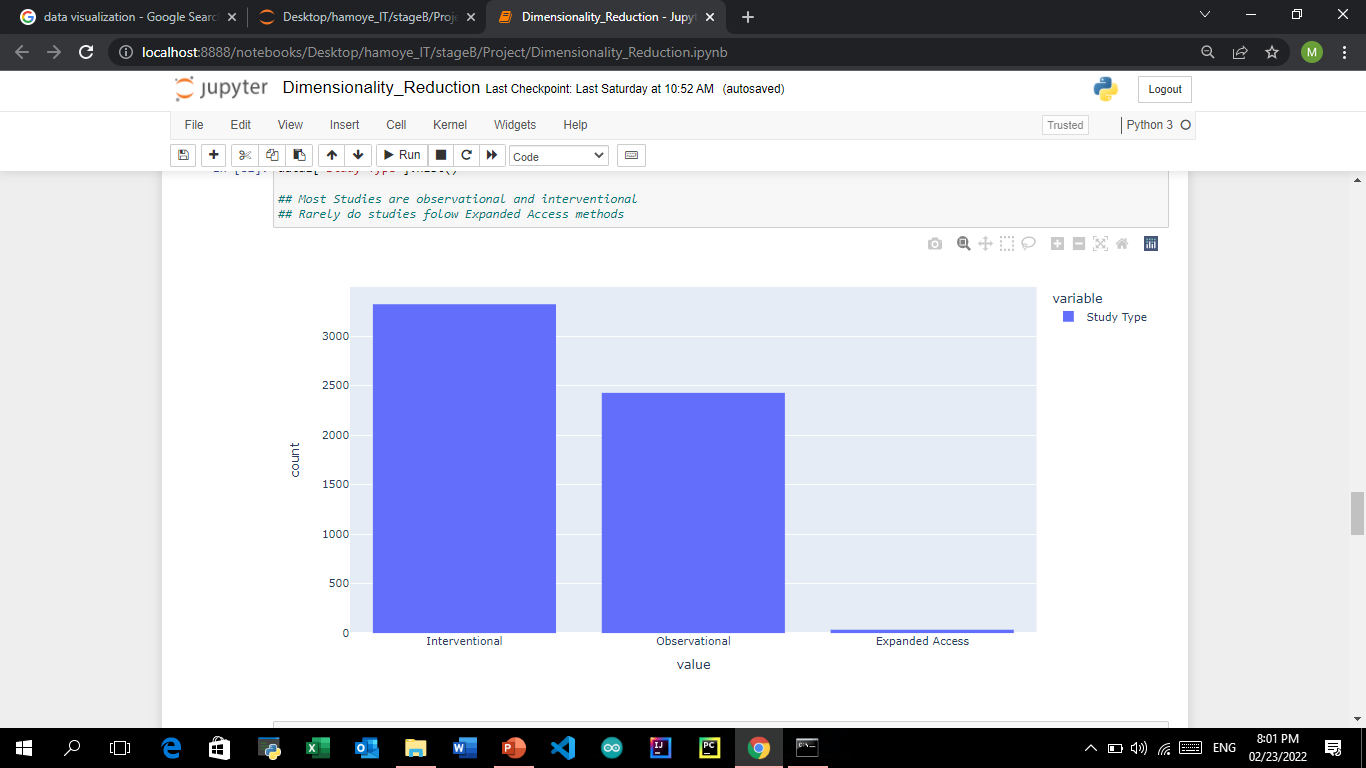 data visualization - Google Searc
Desktop/hamoye_IT/stageB/Proje
Dimensionality_Reduction - Jupyt
localhost:8888/notebooks/Desktop/hamoye_IT/stageB/Project/Dimensionality_Reduction.ipynb
M
jupyter Dimensionality_Reduction Last Checkpoint: Last Saturday at 10:52 AM (autosaved)
Logout
File Edit View Insert Cell Kernel Widgets Help
Trusted
Python 3
Run
Code
## Most Studies are observational and interventional
## Rarely do studies folow Expanded Access methods
variable
Study Type
3000
2500
2000
1500
1000
500
0
count
Interventional Observational Expanded Access
value
ENG
8:01 PM
02/23/2022